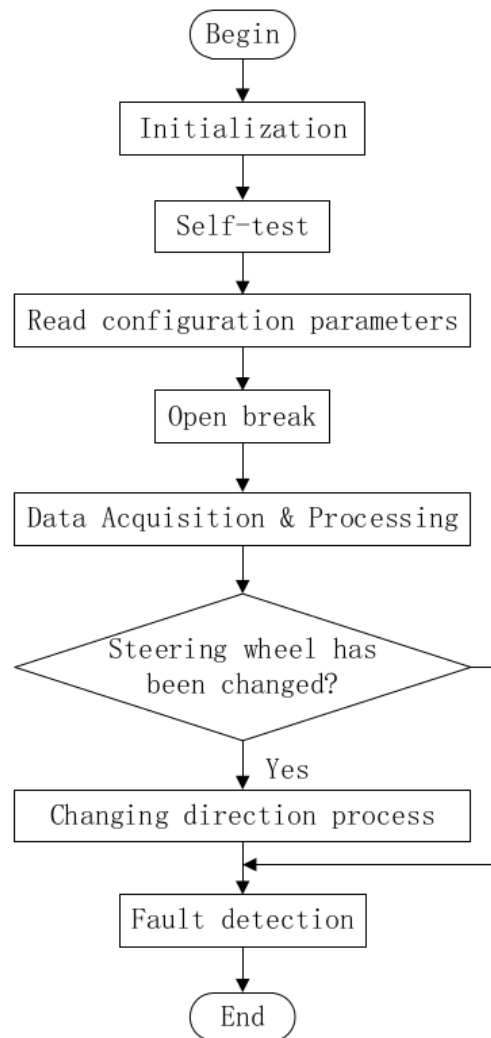 Begin
Initialization
Self-test
Read configuration parameters
Open break
Data Acquisition & Processing
Steering wheel has
been changed?
Yes
Changing direction process
Fault detection
End